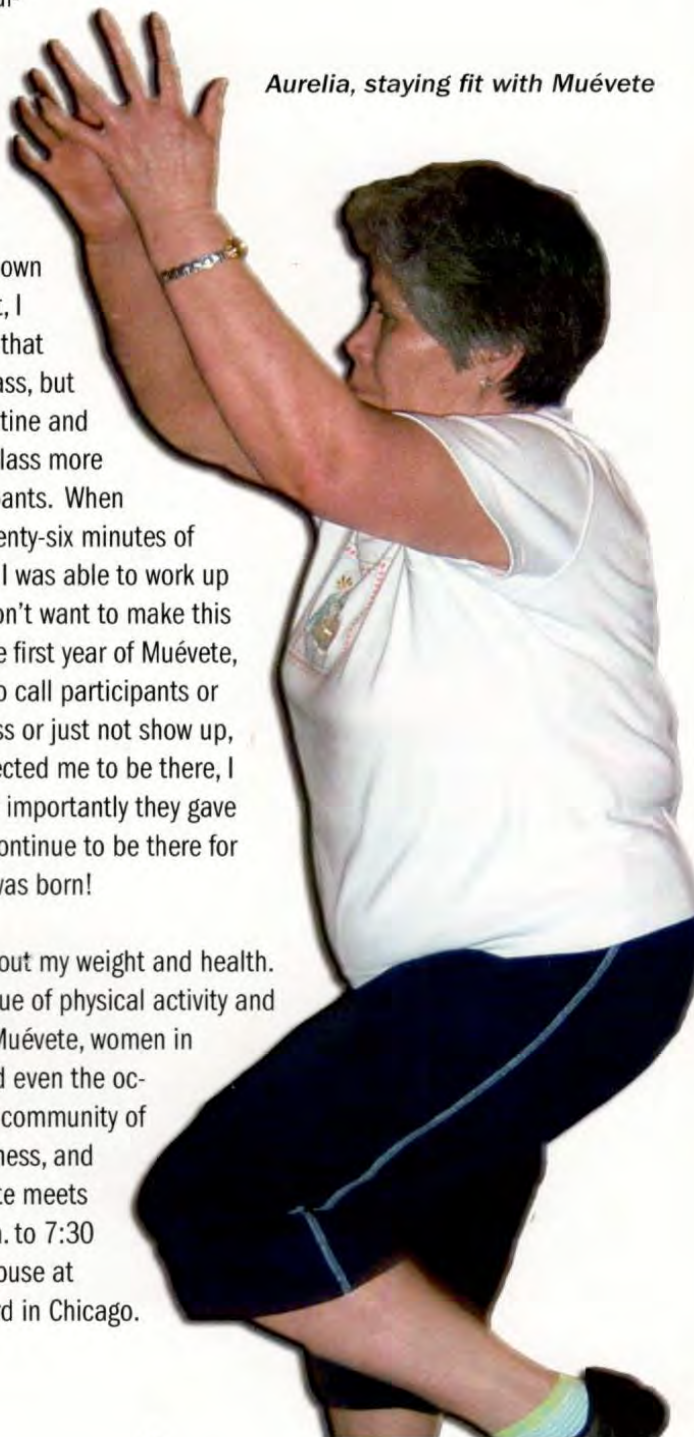 Aurelia, staying fit with Muévete
own
t, I
that
ass, but
tine and
lass more
pants. When
enty-six minutes of
I was able to work up
on't want to make this
e first year of Muévete,
o call participants or
ss or just not show up,
ected me to be there, I
importantly they gave
ontinue to be there for
was born!
out my weight and health.
ue of physical activity and
Muévete, women in
d even the oc-
community of
ness, and
te meets
. to 7:30
ouse at
rd in Chicago.